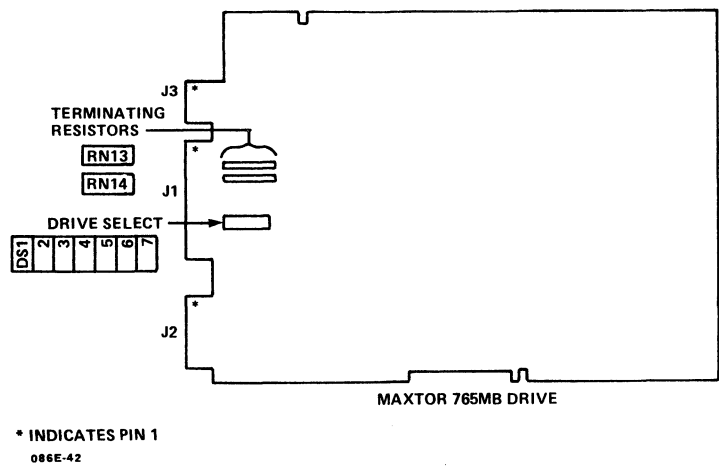 J3 *
TERMINATING
RESISTORS
*
RN13
RN14
J1
DRIVE SELECT
DS1 2 3 4 5 6 7
*
J2
MAXTOR 765MB DRIVE
* INDICATES PIN 1
086E-42